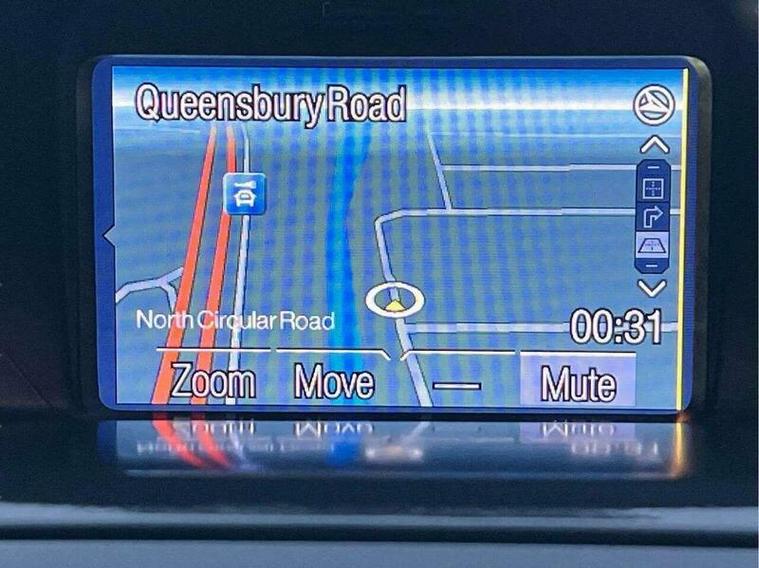 Queensbury Road
North Circular Road
00:31
Zoom Move Mute